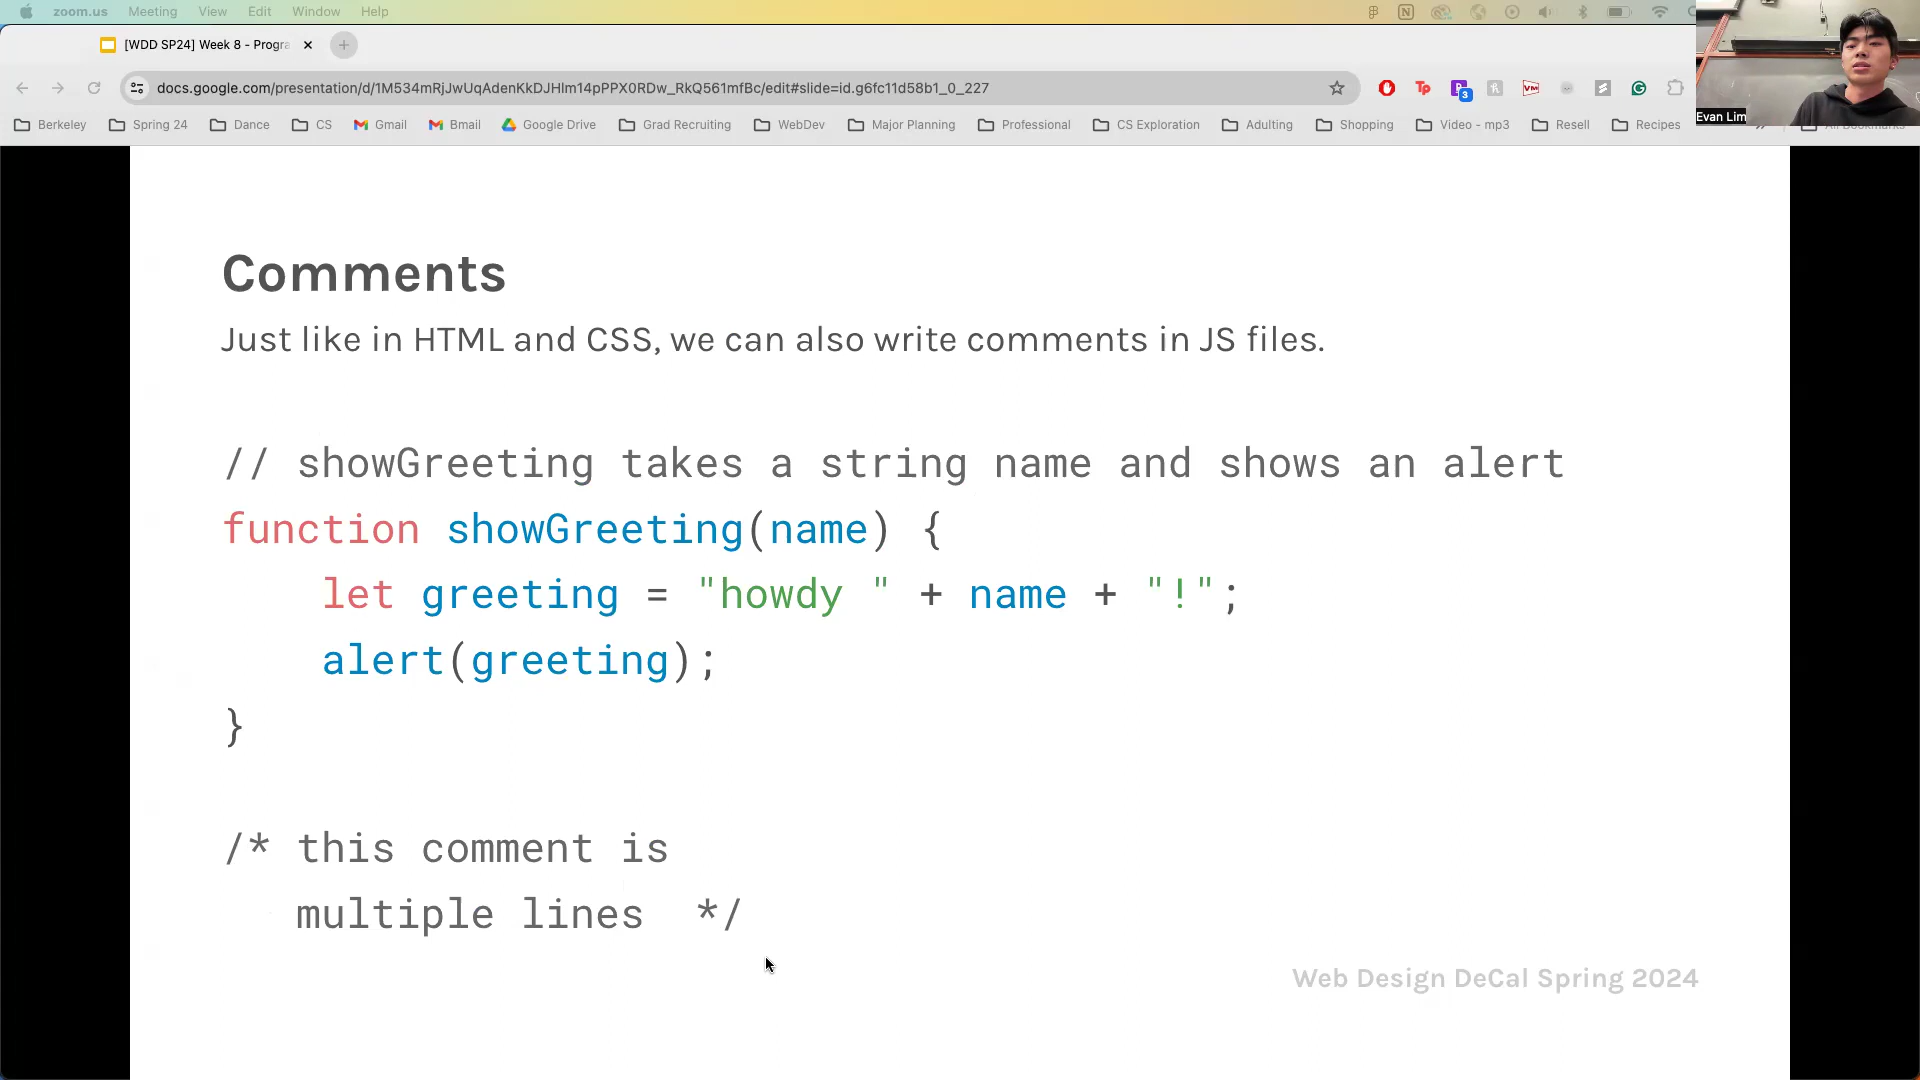 zoom.us Meeting View Edit Window Help
[WDD SP24] Week 8 - Progra
docs.google.com/presentation/d/1M534mRjJwUqAdenKkDJHlm14pPPX0RDw_RkQ561mfBc/edit#slide=id.g6fc11d58b1_0_227
3
Berkeley Spring 24 Dance CS Gmail Bmail Google Drive Grad Recruiting WebDev Major Planning Professional CS Exploration Adulting Shopping Video - mp3 Resell Recipes All Bookmarks
Evan Lim
Comments
Just like in HTML and CSS, we can also write comments in JS files.
// showGreeting takes a string name and shows an alert
function showGreeting(name) {
    let greeting = "howdy " + name + "!";
    alert(greeting);
}
/* this comment is
   multiple lines  */
Web Design DeCal Spring 2024